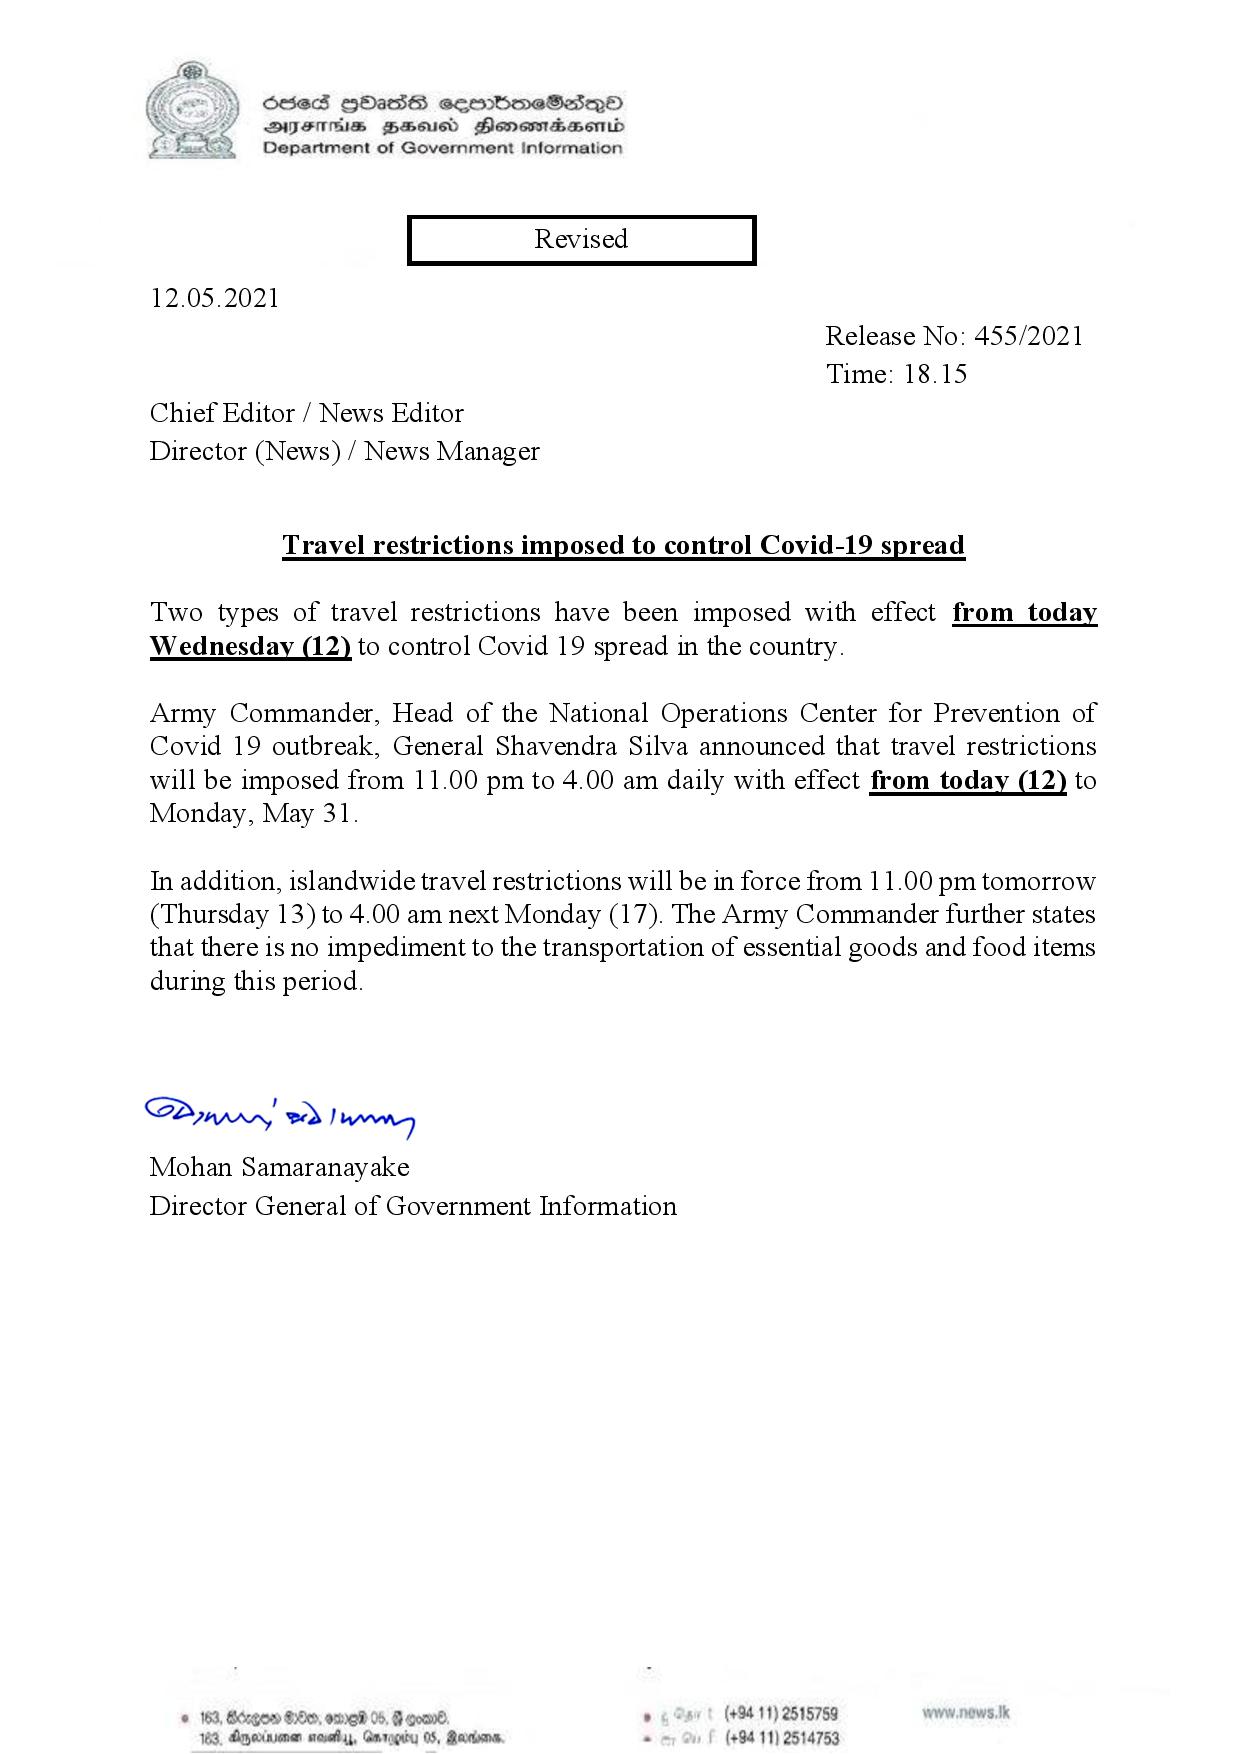 රජයේ ප්‍රවෘත්ති දෙපාර්තමේන්තුව
அரசாங்க தகவல் திணைக்களம்
Department of Government Information
Revised
12.05.2021
Release No: 455/2021
Time: 18.15
Chief Editor / News Editor
Director (News) / News Manager
Travel restrictions imposed to control Covid-19 spread
Two types of travel restrictions have been imposed with effect from today
Wednesday (12) to control Covid 19 spread in the country.
Army Commander, Head of the National Operations Center for Prevention of
Covid 19 outbreak, General Shavendra Silva announced that travel restrictions
will be imposed from 11.00 pm to 4.00 am daily with effect from today (12) to
Monday, May 31.
In addition, islandwide travel restrictions will be in force from 11.00 pm tomorrow
(Thursday 13) to 4.00 am next Monday (17). The Army Commander further states
that there is no impediment to the transportation of essential goods and food items
during this period.
Mohan Samaranayake
Director General of Government Information
163, කිරුලපන මාවත, කොළඹ 05, ශ්‍රී ලංකාව.
163, கிருலப்பனை எவனியூ, கொழும்பு 05, இலங்கை.
(+94 11) 2515759
(+94 11) 2514753
www.news.lk